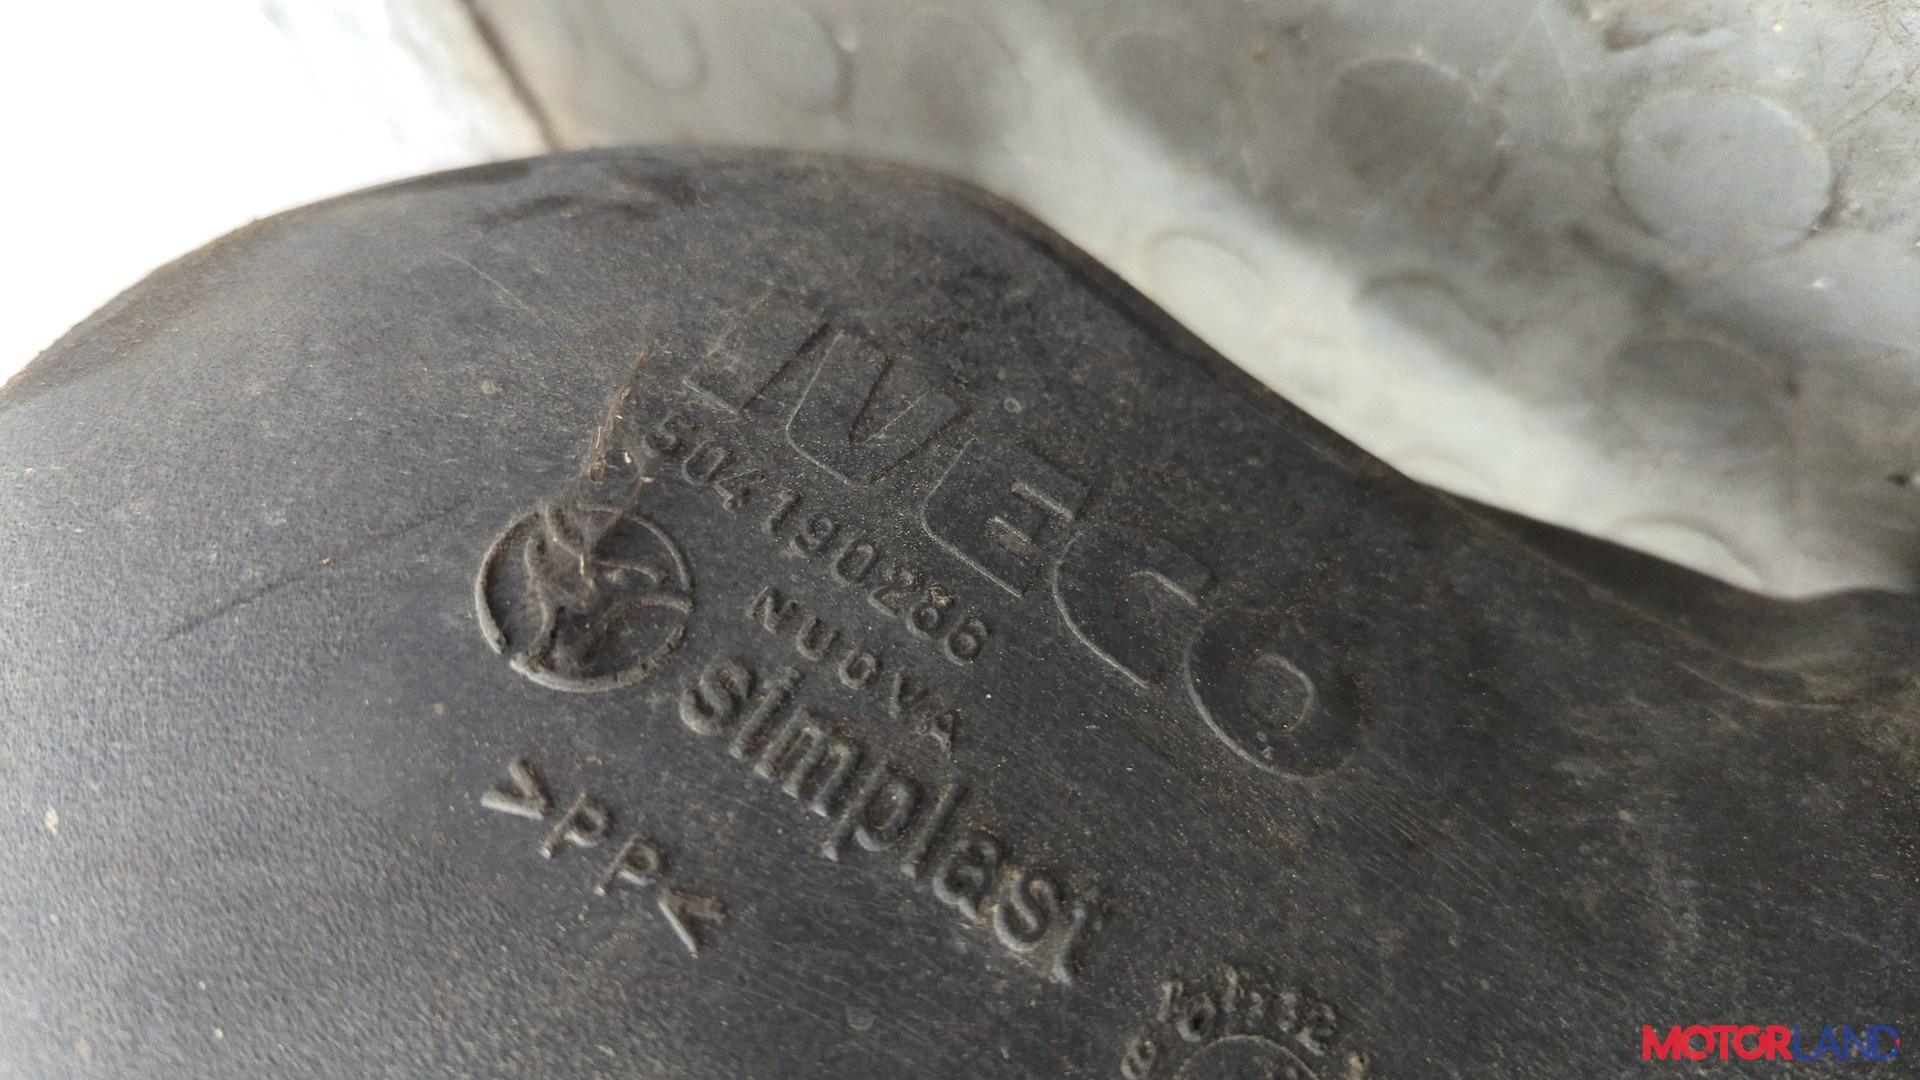 IVECO
504190286
NUOVA
simplast
>PP<
MOTORLAND